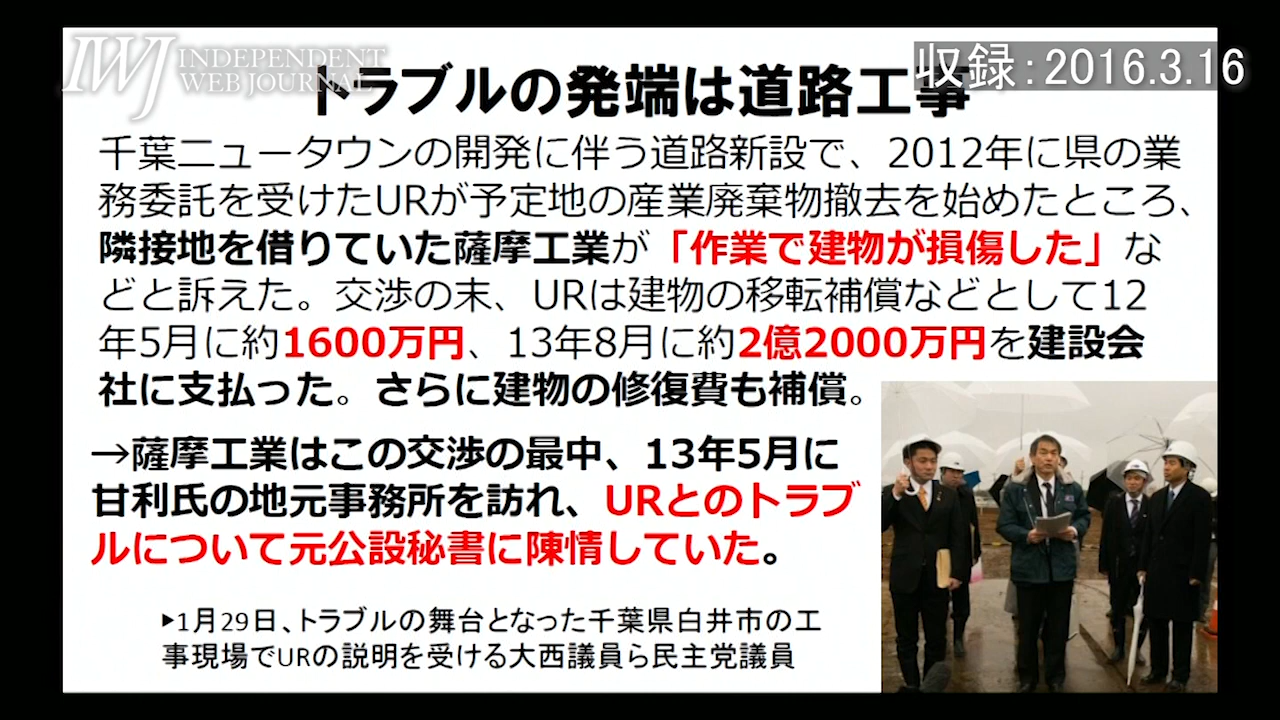 IWJ INDEPENDENT
WEB JOURNAL
収録：2016.3.16
トラブルの発端は道路工事
千葉ニュータウンの開発に伴う道路新設で、2012年に県の業
務委託を受けたURが予定地の産業廃棄物撤去を始めたところ、
隣接地を借りていた薩摩工業が「作業で建物が損傷した」な
どと訴えた。交渉の末、URは建物の移転補償などとして12
年5月に約1600万円、13年8月に約2億2000万円を建設会
社に支払った。さらに建物の修復費も補償。
→薩摩工業はこの交渉の最中、13年5月に
甘利氏の地元事務所を訪れ、URとのトラブ
ルについて元公設秘書に陳情していた。
▶1月29日、トラブルの舞台となった千葉県白井市の工
事現場でURの説明を受ける大西議員ら民主党議員